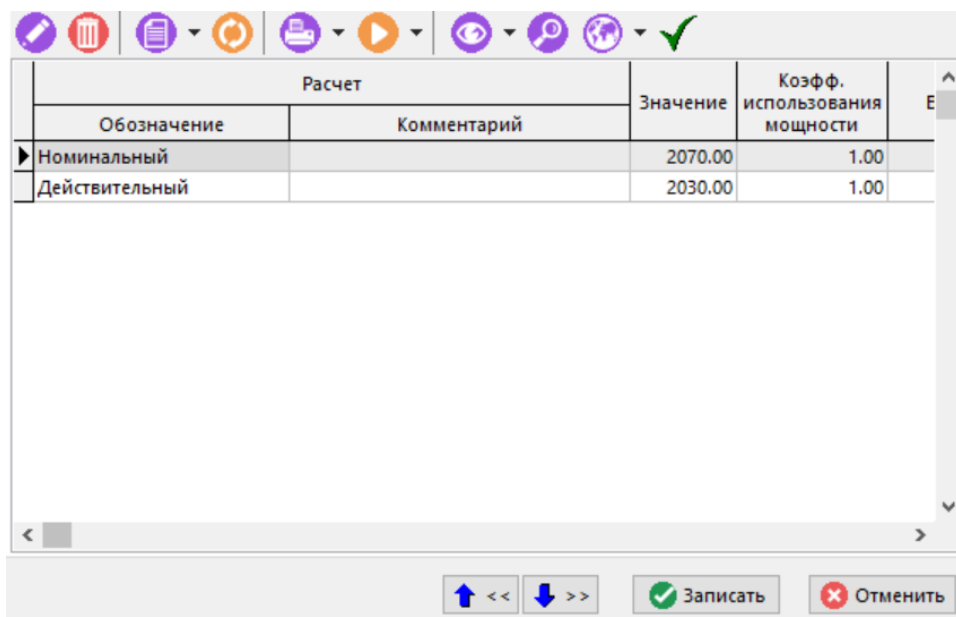 Расчет
Значение
Коэфф.
использования
мощности
Обозначение
Комментарий
Номинальный 2070.00 1.00
Действительный 2030.00 1.00
<< >> Записать Отменить